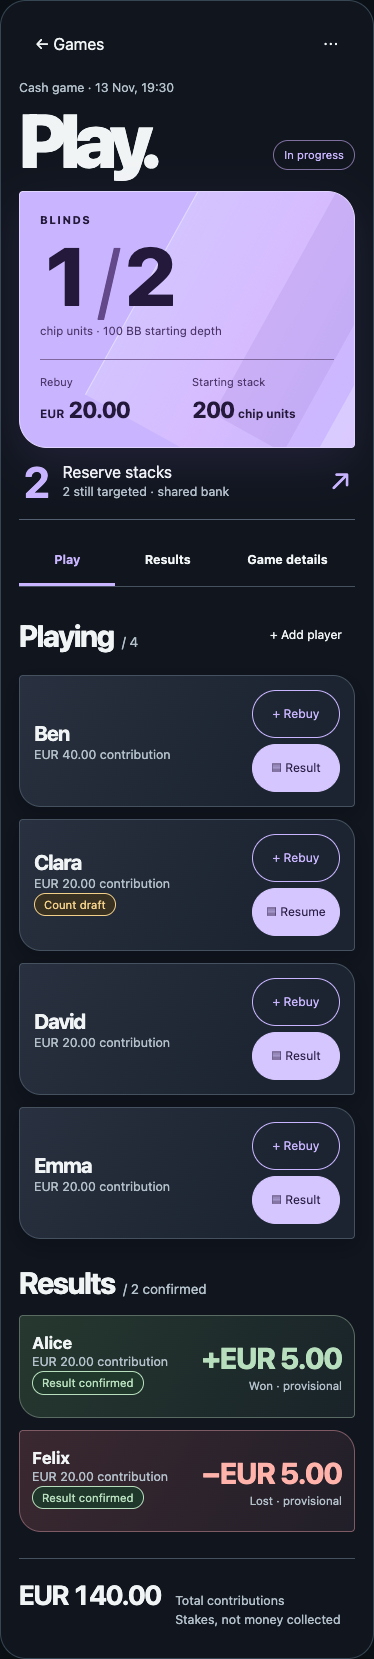 ← Games
···
Cash game · 13 Nov, 19:30
Play.
In progress
BLINDS
1/2
chip units · 100 BB starting depth
Rebuy
Starting stack
EUR 20.00
200 chip units
2
Reserve stacks
2 still targeted · shared bank
Play
Results
Game details
Playing / 4
+ Add player
Ben
EUR 40.00 contribution
+ Rebuy
Result
Clara
EUR 20.00 contribution
Count draft
+ Rebuy
Resume
David
EUR 20.00 contribution
+ Rebuy
Result
Emma
EUR 20.00 contribution
+ Rebuy
Result
Results / 2 confirmed
Alice
EUR 20.00 contribution
Result confirmed
+EUR 5.00
Won · provisional
Felix
EUR 20.00 contribution
Result confirmed
−EUR 5.00
Lost · provisional
EUR 140.00
Total contributions
Stakes, not money collected